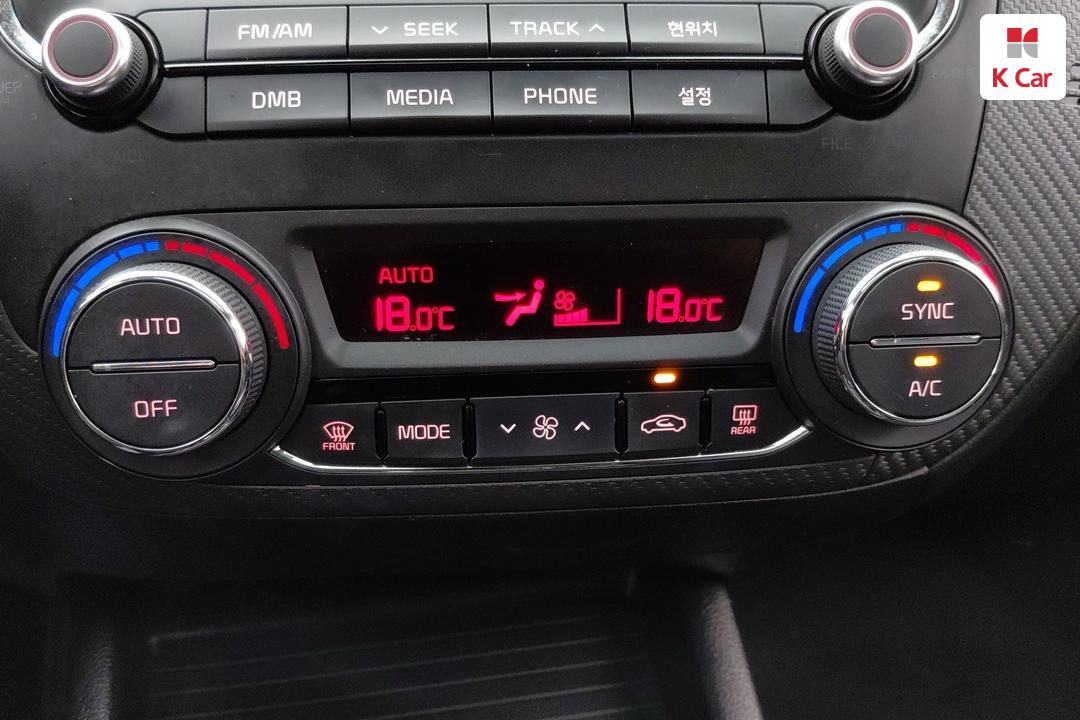 FM/AM
SEEK
TRACK
현위치
K Car
DMB
MEDIA
PHONE
설정
FILE
AUTO
18.0°C
18.0°C
AUTO
OFF
SYNC
A/C
FRONT
MODE
REAR